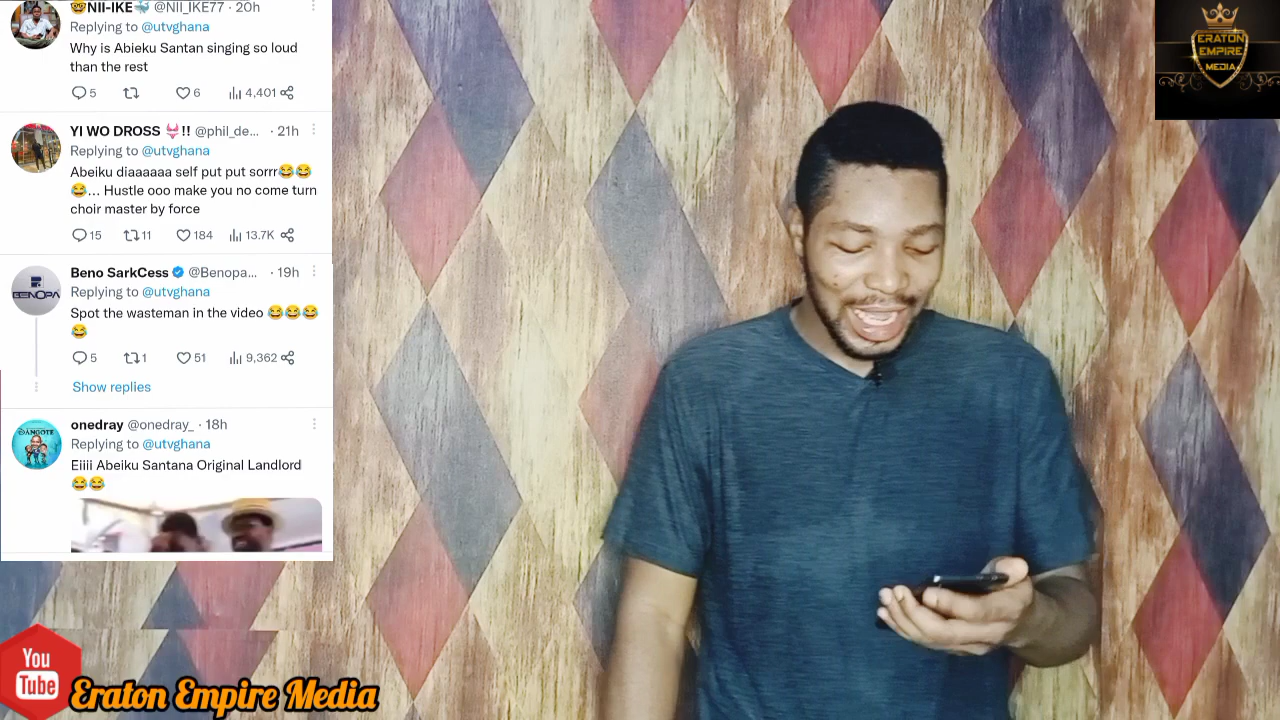 NII-IKE @NII_IKE77 · 20h
Replying to @utvghana
Why is Abieku Santan singing so loud
than the rest
5 6 4,401
YI WO DROSS 👙!! @phil_de... · 21h
Replying to @utvghana
Abeiku diaaaaaa self put put sorrr😂😂
😂... Hustle ooo make you no come turn
choir master by force
15 11 184 13.7K
Beno SarkCess @Benopa... · 19h
Replying to @utvghana
Spot the wasteman in the video 😂😂😂
😂
5 1 51 9,362
Show replies
onedray @onedray_ · 18h
Replying to @utvghana
Eiiii Abeiku Santana Original Landlord
😂😂
BENOPA
DANGOTE
ERATON
EMPIRE
MEDIA
You
Tube
Eraton Empire Media